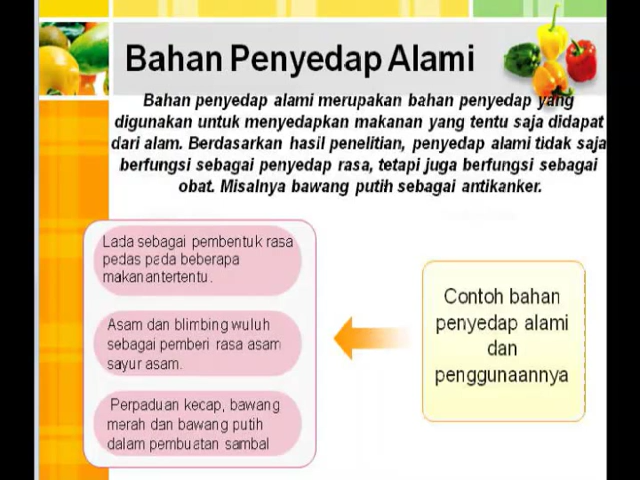 Bahan Penyedap Alami
Bahan penyedap alami merupakan bahan penyedap yang
digunakan untuk menyedapkan makanan yang tentu saja didapat
dari alam. Berdasarkan hasil penelitian, penyedap alami tidak saja
berfungsi sebagai penyedap rasa, tetapi juga berfungsi sebagai
obat. Misalnya bawang putih sebagai antikanker.
Lada sebagai pembentuk rasa
pedas pada beberapa
makanantertentu.
Asam dan blimbing wuluh
sebagai pemberi rasa asam
sayur asam.
Perpaduan kecap, bawang
merah dan bawang putih
dalam pembuatan sambal
Contoh bahan
penyedap alami
dan
penggunaannya